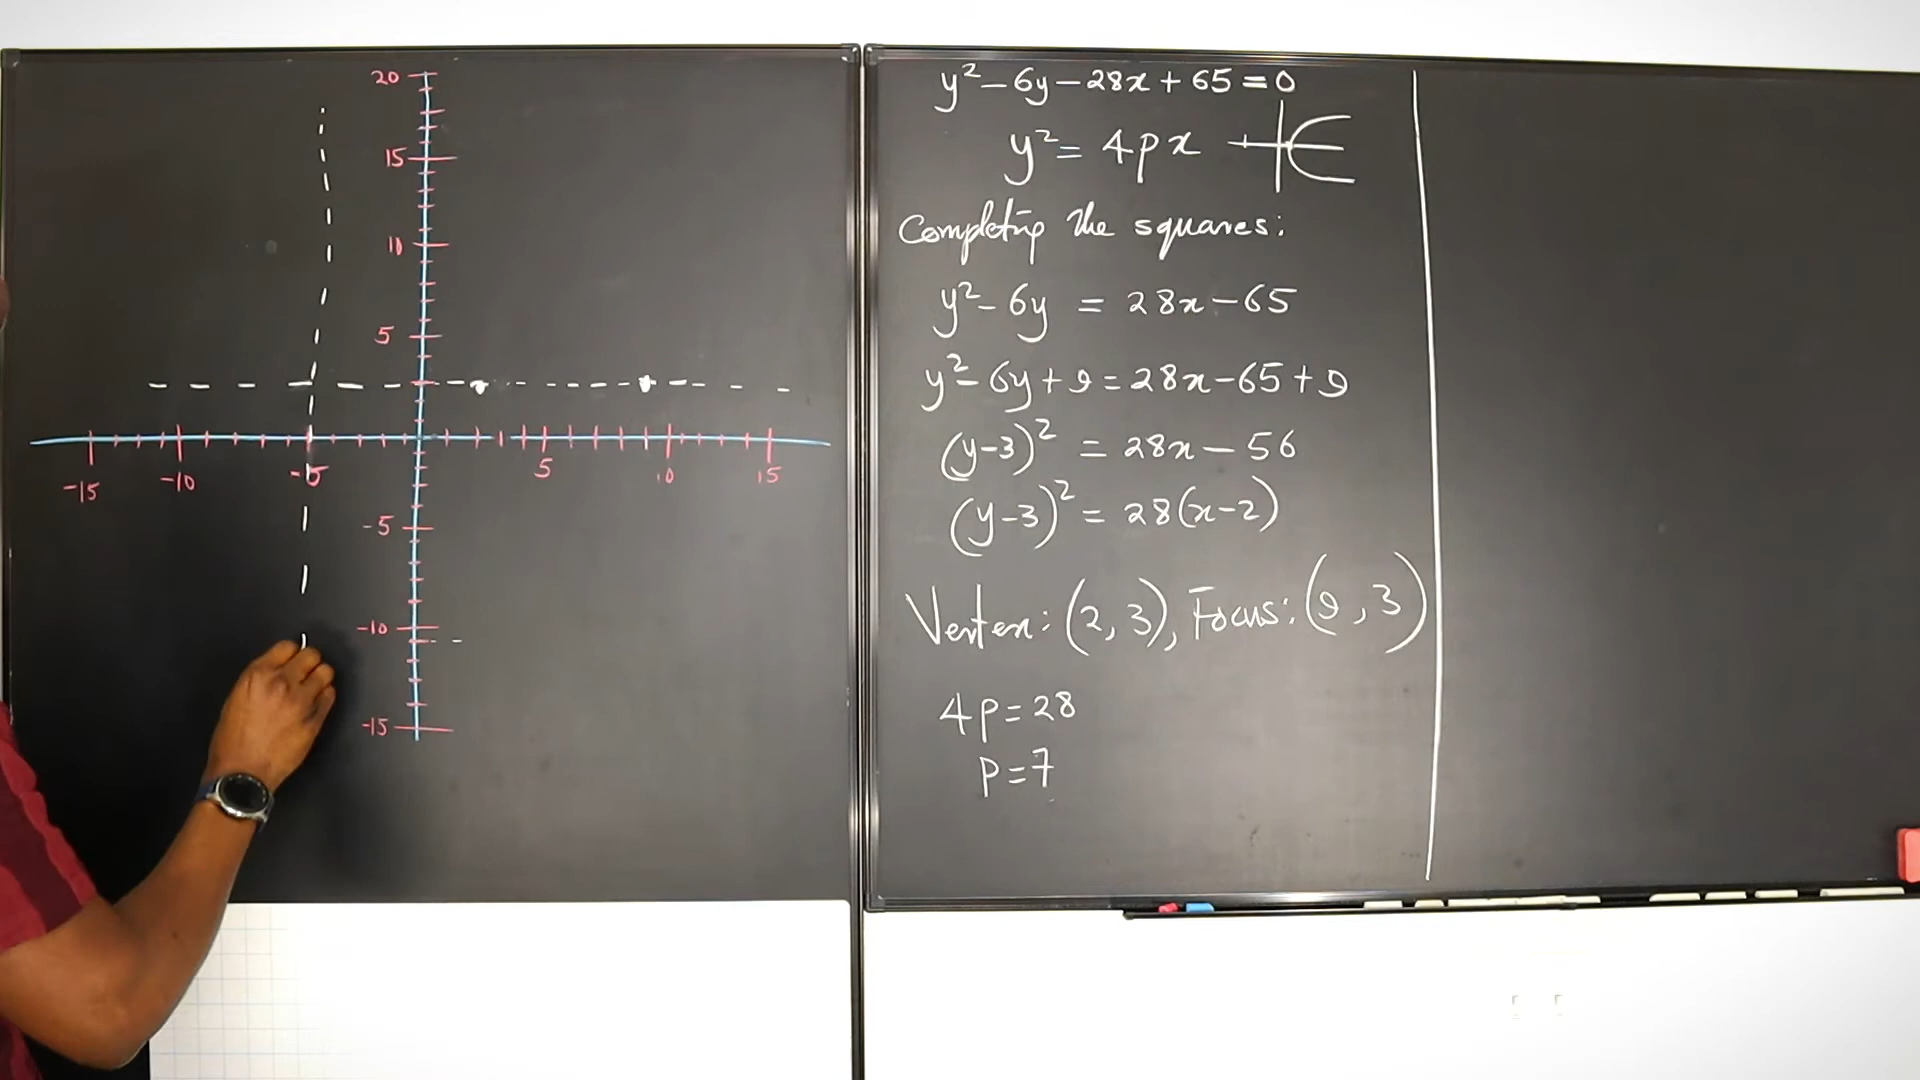 20
15
10
5
-15 -10 -5 5 10 15
-5
-10
-15
y² - 6y - 28x + 65 = 0
y² = 4px
Completing the squares:
y² - 6y = 28x - 65
y² - 6y + 9 = 28x - 65 + 9
(y-3)² = 28x - 56
(y-3)² = 28(x-2)
Vertex: (2, 3), Focus: (9, 3)
4p = 28
p = 7